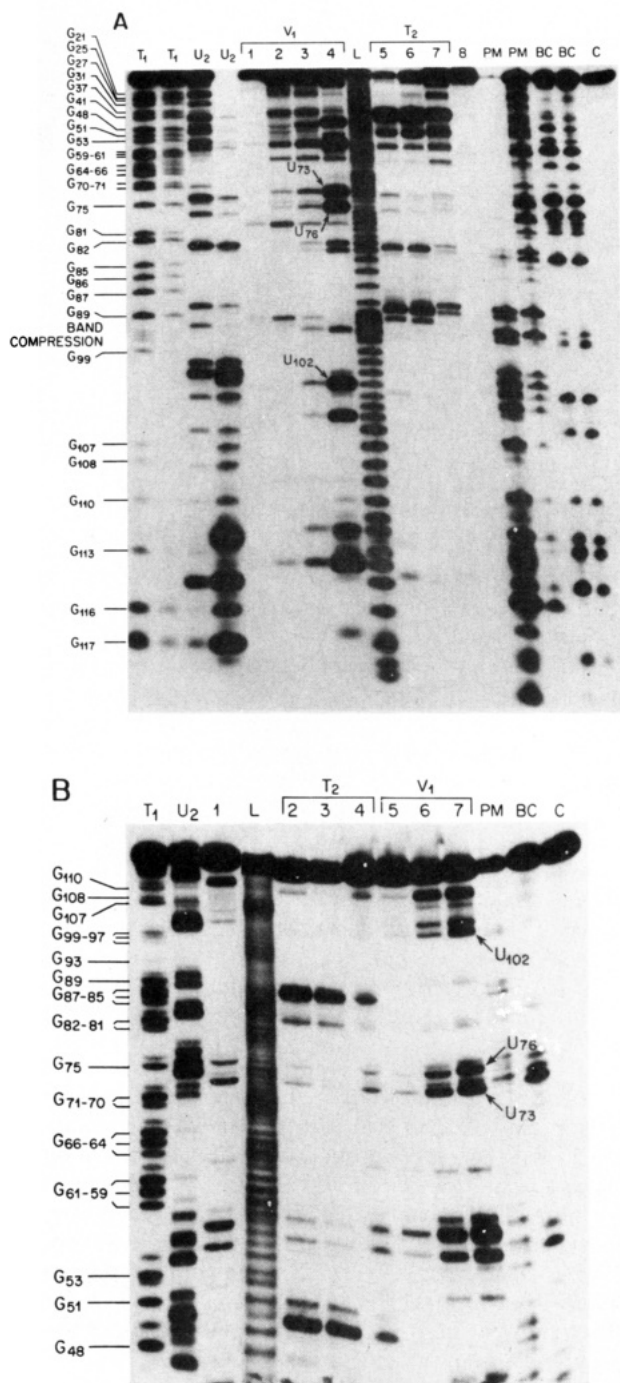 A
V1 T2
T1 T1 U2 U2 1 2 3 4 L 5 6 7 8 PM PM BC BC C
G21
G25
G27
G31
G37
G41
G48
G51
G53
G59-61
G64-66
G70-71
G75
G81
G82
G85
G86
G87
G89
BAND
COMPRESSION
G99
G107
G108
G110
G113
G116
G117
U73
U76
U102
B
T2 V1
T1 U2 1 L 2 3 4 5 6 7 PM BC C
G110
G108
G107
G99-97
G93
G89
G87-85
G82-81
G75
G71-70
G66-64
G61-59
G53
G51
G48
U102
U76
U73